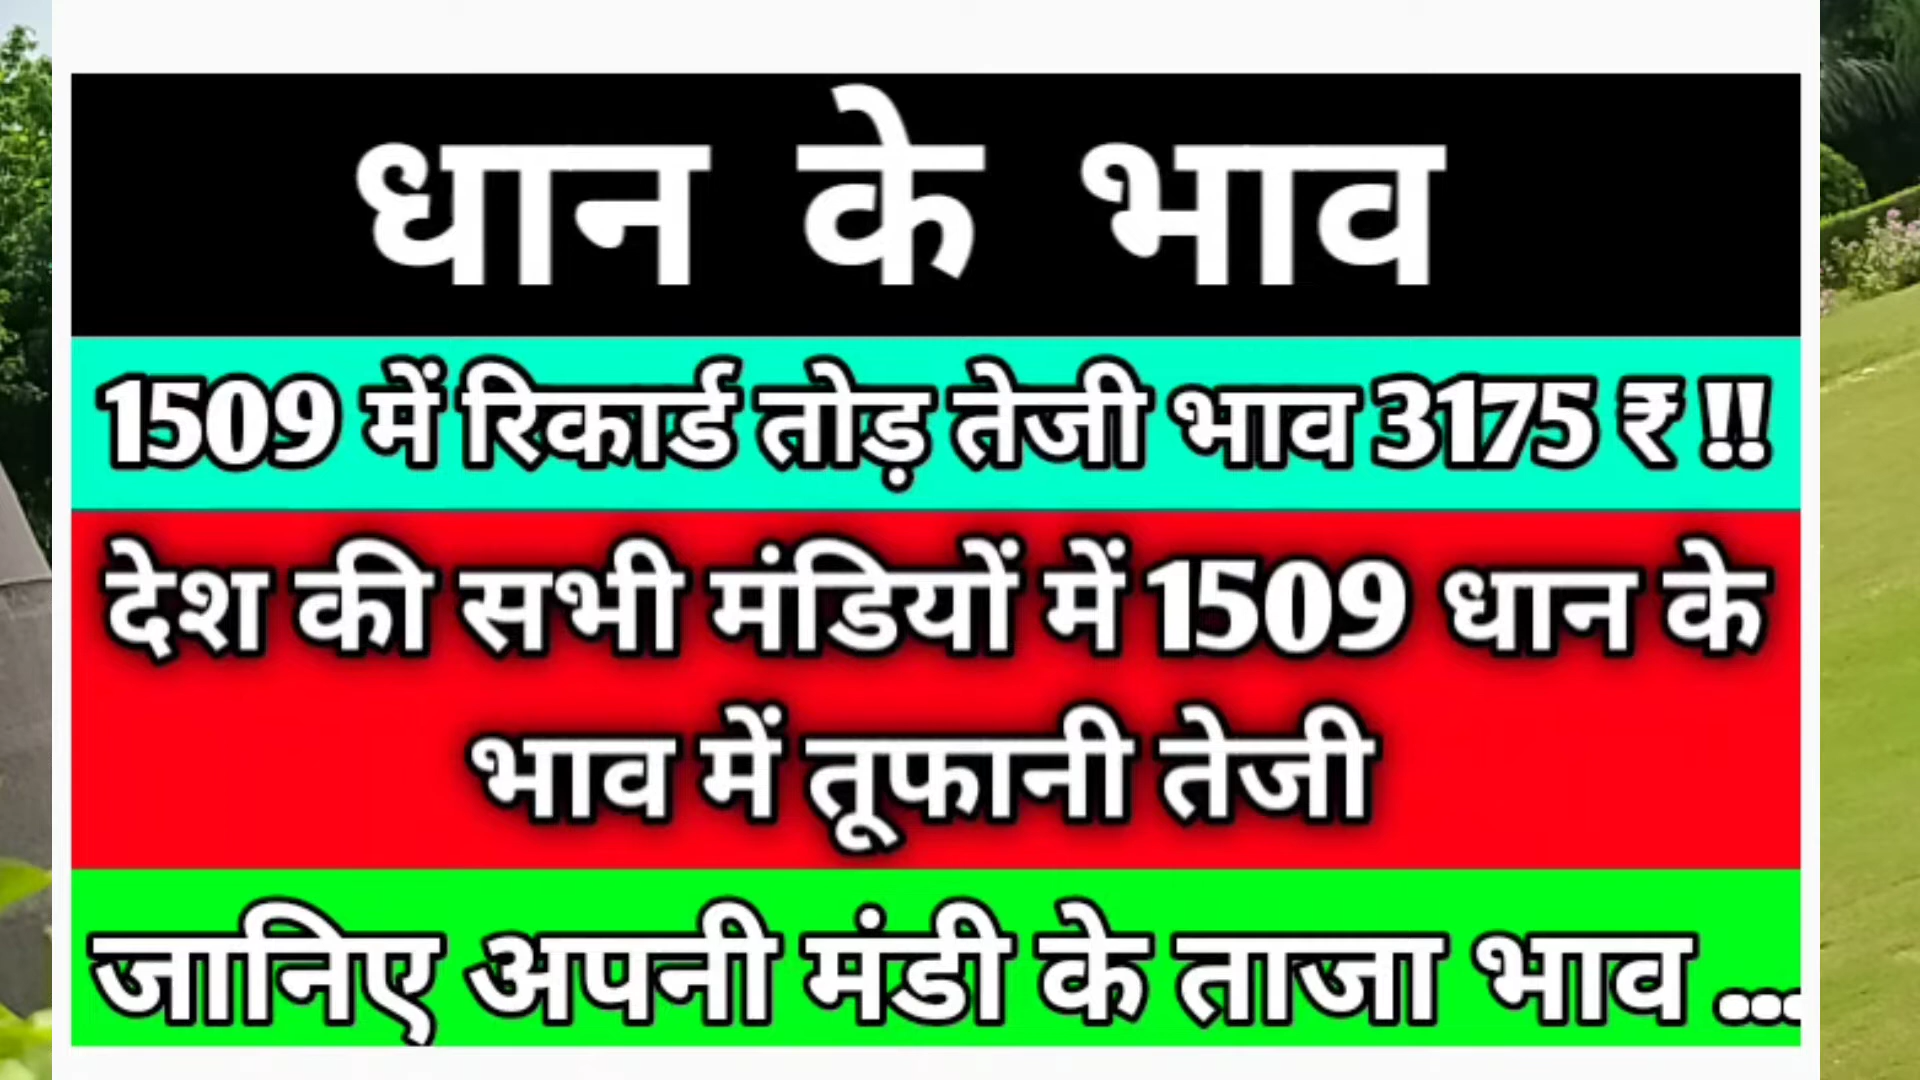 धान के भाव
1509 में रिकार्ड तोड़ तेजी भाव 3175 ₹ !!
देश की सभी मंडियों में 1509 धान के
भाव में तूफानी तेजी
जानिए अपनी मंडी के ताजा भाव ...